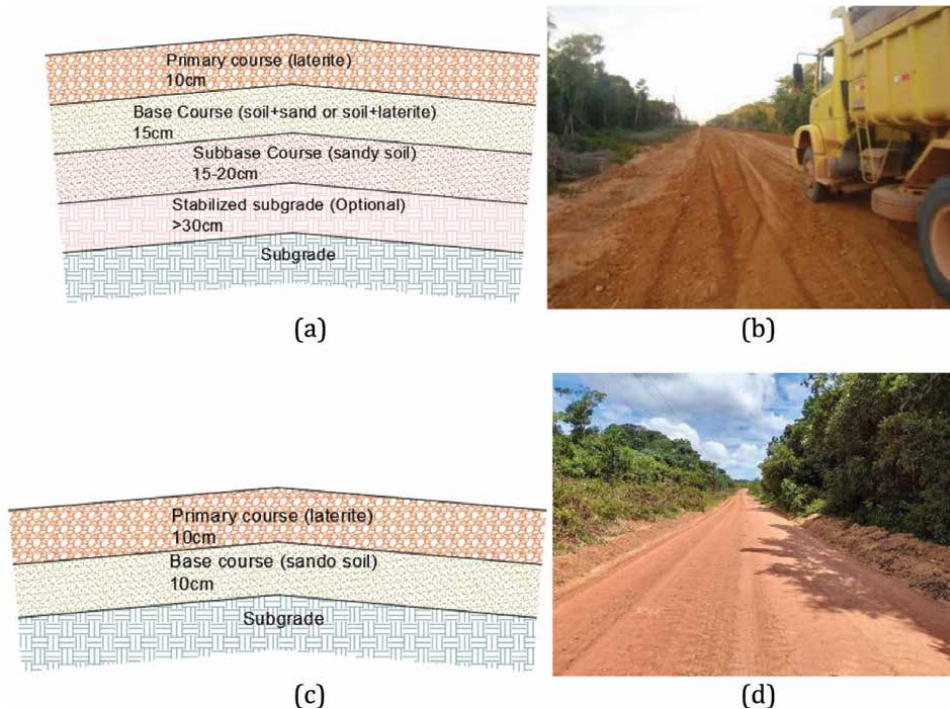 Primary course (laterite)
10cm
Base Course (soil+sand or soil+laterite)
15cm
Subbase Course (sandy soil)
15-20cm
Stabilized subgrade (Optional)
>30cm
Subgrade
(a)
(b)
Primary course (laterite)
10cm
Base course (sando soil)
10cm
Subgrade
(c)
(d)